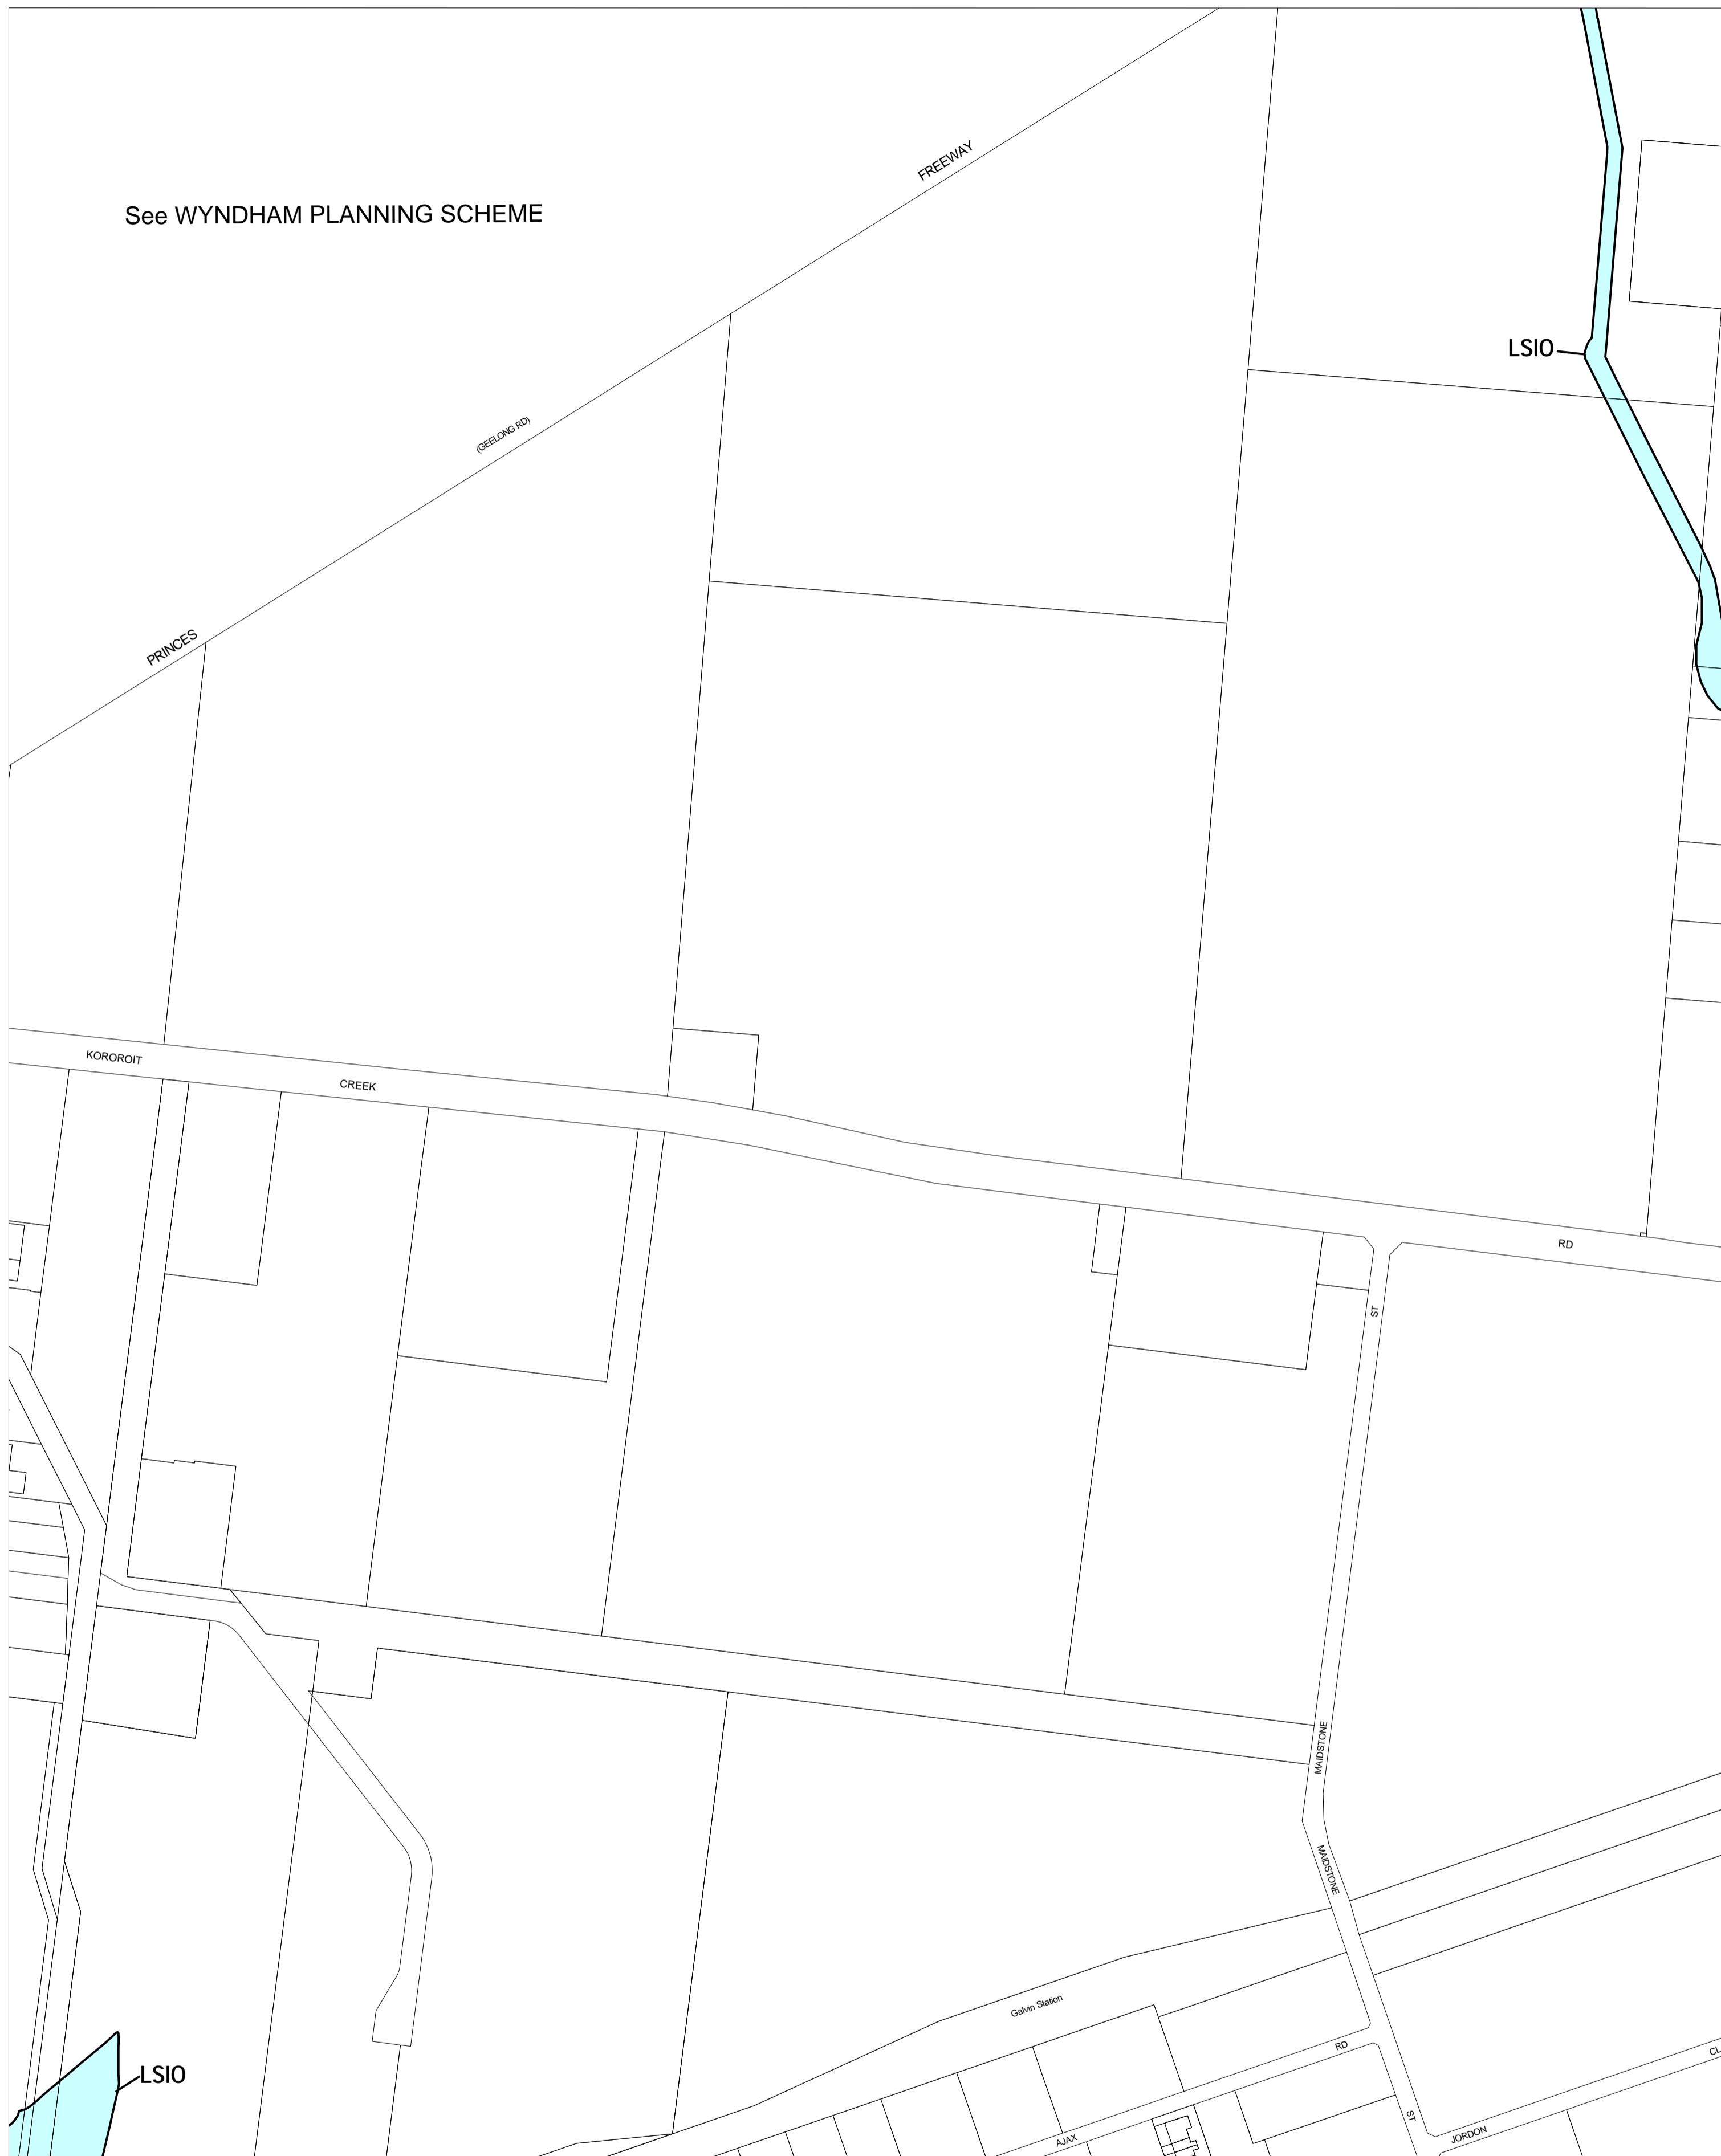 FREEWAY
See WYNDHAM PLANNING SCHEME
LSIO
(GEELONG RD)
PRINCES
KOROROIT
CREEK
RD
ST
MAIDSTONE
MAIDSTONE
Galvin Station
RD
CL
LSIO
ST
JORDON
AJAX